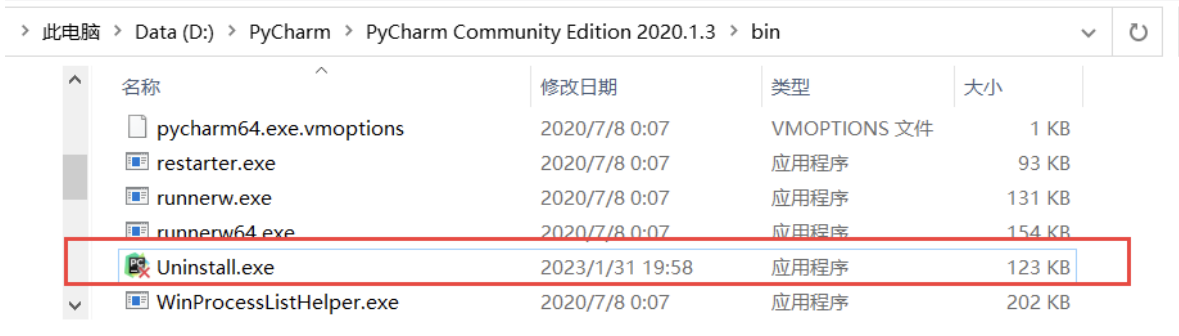 此电脑 > Data (D:) > PyCharm > PyCharm Community Edition 2020.1.3 > bin
名称 修改日期 类型 大小
pycharm64.exe.vmoptions 2020/7/8 0:07 VMOPTIONS 文件 1 KB
restarter.exe 2020/7/8 0:07 应用程序 93 KB
runnerw.exe 2020/7/8 0:07 应用程序 131 KB
runnerw64.exe 2020/7/8 0:07 应用程序 154 KB
Uninstall.exe 2023/1/31 19:58 应用程序 123 KB
WinProcessListHelper.exe 2020/7/8 0:07 应用程序 202 KB